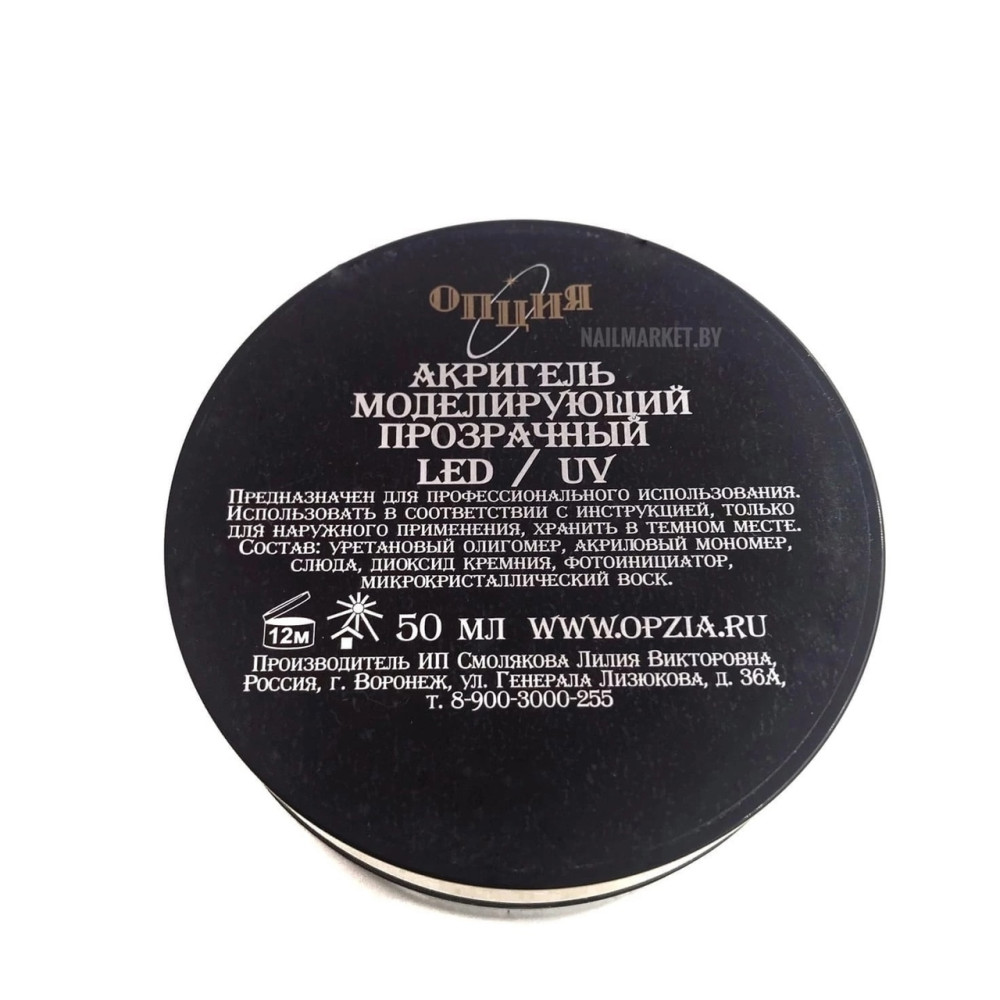 ОПЦИЯ
NAILMARKET.BY
АКРИГЕЛЬ
МОДЕЛИРУЮЩИЙ
ПРОЗРАЧНЫЙ
LED / UV
ПРЕДНАЗНАЧЕН ДЛЯ ПРОФЕССИОНАЛЬНОГО ИСПОЛЬЗОВАНИЯ.
ИСПОЛЬЗОВАТЬ В СООТВЕТСТВИИ С ИНСТРУКЦИЕЙ, ТОЛЬКО
ДЛЯ НАРУЖНОГО ПРИМЕНЕНИЯ, ХРАНИТЬ В ТЕМНОМ МЕСТЕ.
СОСТАВ: УРЕТАНОВЫЙ ОЛИГОМЕР, АКРИЛОВЫЙ МОНОМЕР,
СЛЮДА, ДИОКСИД КРЕМНИЯ, ФОТОИНИЦИАТОР,
МИКРОКРИСТАЛЛИЧЕСКИЙ ВОСК.
12М 50 МЛ WWW.OPZIA.RU
ПРОИЗВОДИТЕЛЬ ИП СМОЛЯКОВА ЛИЛИЯ ВИКТОРОВНА,
РОССИЯ, Г. ВОРОНЕЖ, УЛ. ГЕНЕРАЛА ЛИЗЮКОВА, Д. 36А,
Т. 8-900-3000-255